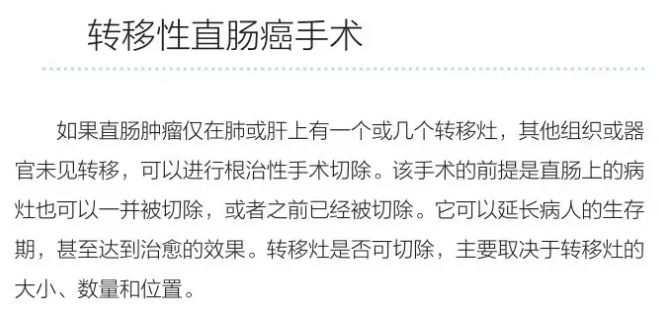 转移性直肠癌手术
如果直肠肿瘤仅在肺或肝上有一个或几个转移灶，其他组织或器
官未见转移，可以进行根治性手术切除。该手术的前提是直肠上的病
灶也可以一并被切除，或者之前已经被切除。它可以延长病人的生存
期，甚至达到治愈的效果。转移灶是否可切除，主要取决于转移灶的
大小、数量和位置。